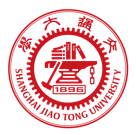 交通大學
1896
SHANGHAI JIAO TONG UNIVERSITY